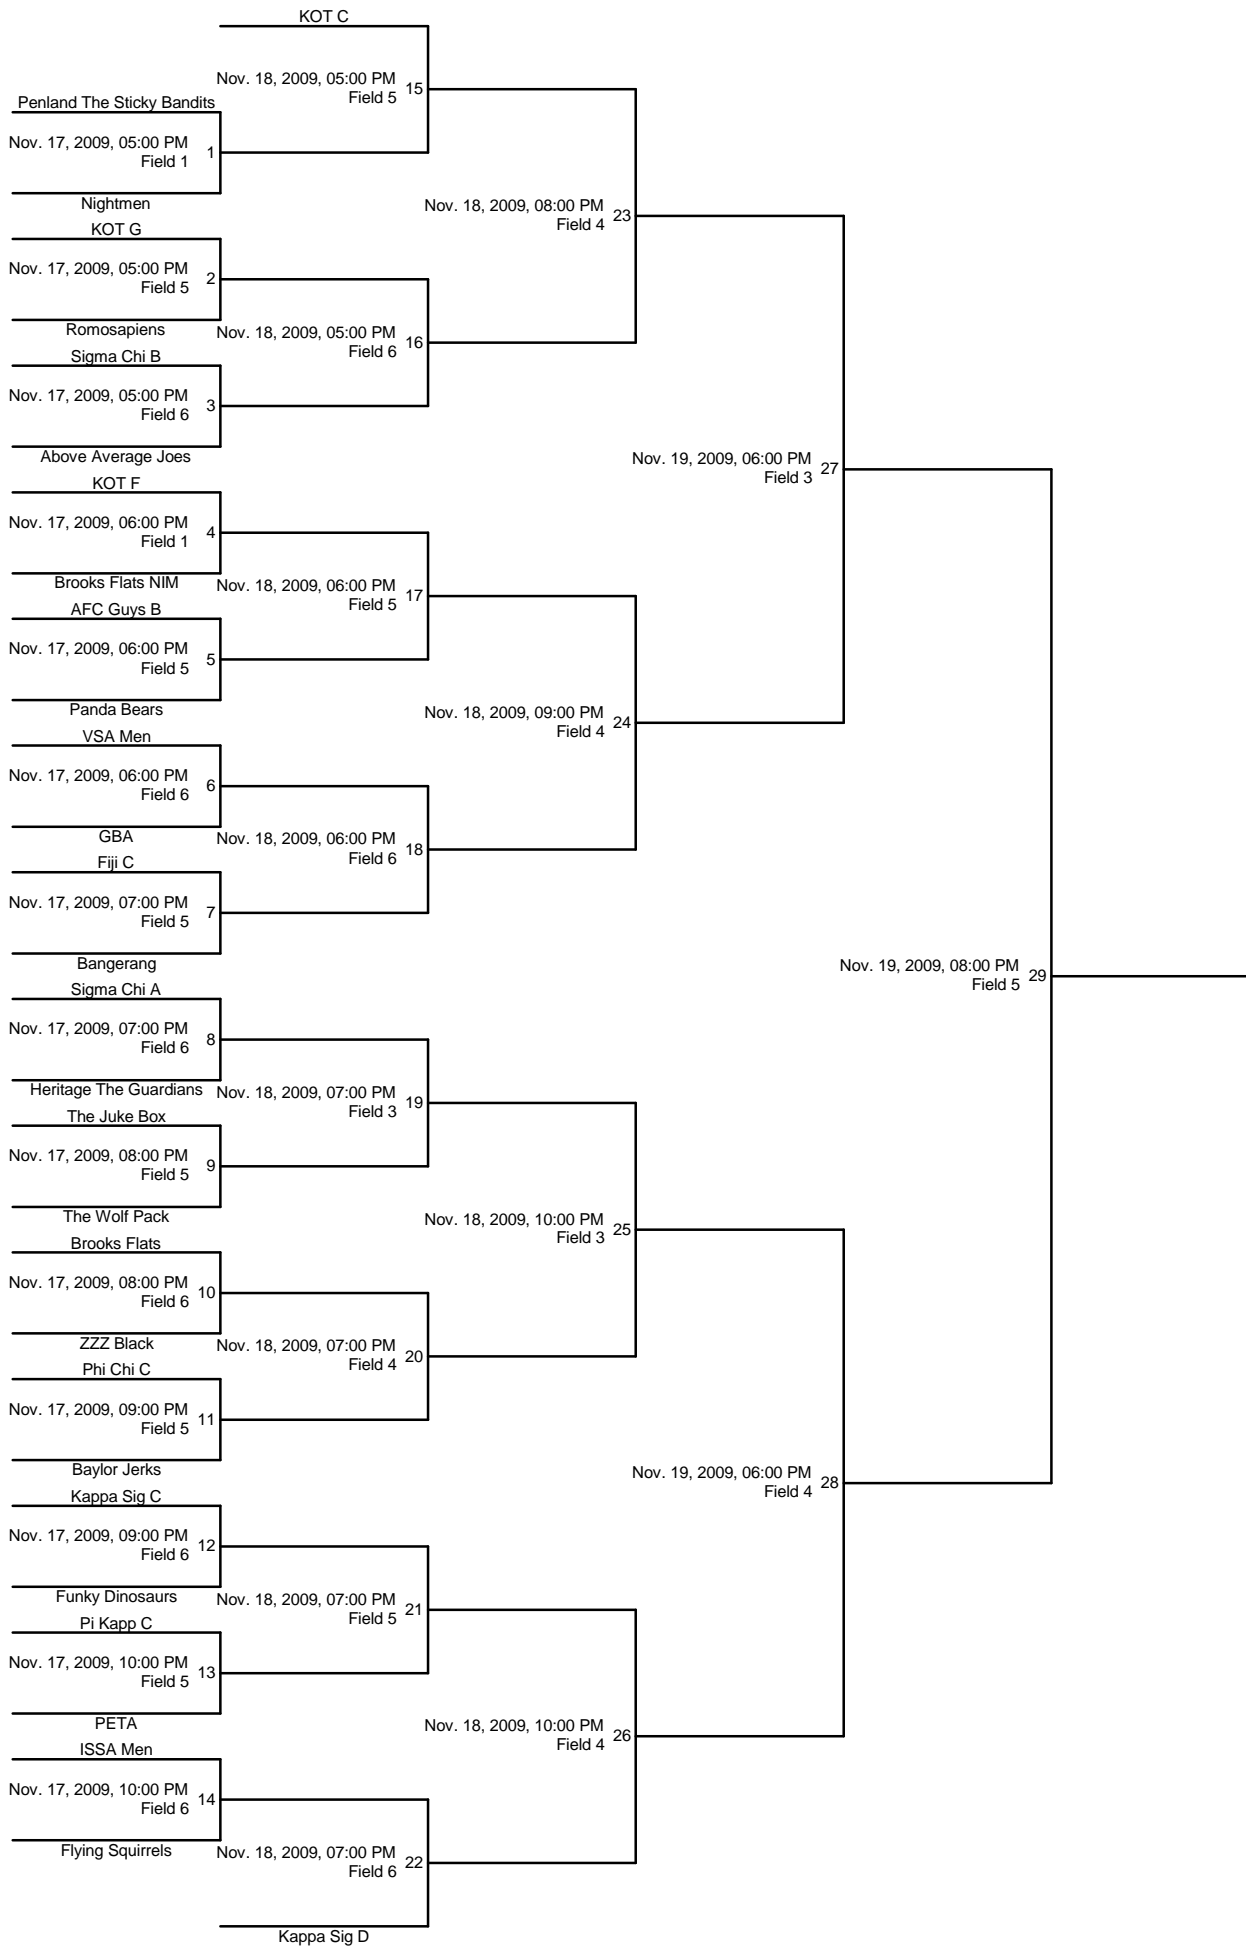 KOT C
Nov. 18, 2009, 05:00 PM 15
Field 5
Penland The Sticky Bandits
Nov. 17, 2009, 05:00 PM 1
Field 1
Nightmen
Nov. 18, 2009, 08:00 PM 23
Field 4
KOT G
Nov. 17, 2009, 05:00 PM 2
Field 5
Romosapiens
Nov. 18, 2009, 05:00 PM 16
Field 6
Sigma Chi B
Nov. 17, 2009, 05:00 PM 3
Field 6
Above Average Joes
Nov. 19, 2009, 06:00 PM 27
Field 3
KOT F
Nov. 17, 2009, 06:00 PM 4
Field 1
Brooks Flats NIM
Nov. 18, 2009, 06:00 PM 17
Field 5
AFC Guys B
Nov. 17, 2009, 06:00 PM 5
Field 5
Panda Bears
Nov. 18, 2009, 09:00 PM 24
Field 4
VSA Men
Nov. 17, 2009, 06:00 PM 6
Field 6
GBA
Nov. 18, 2009, 06:00 PM 18
Field 6
Fiji C
Nov. 17, 2009, 07:00 PM 7
Field 5
Bangerang
Nov. 19, 2009, 08:00 PM 29
Field 5
Sigma Chi A
Nov. 17, 2009, 07:00 PM 8
Field 6
Heritage The Guardians
Nov. 18, 2009, 07:00 PM 19
Field 3
The Juke Box
Nov. 17, 2009, 08:00 PM 9
Field 5
The Wolf Pack
Nov. 18, 2009, 10:00 PM 25
Field 3
Brooks Flats
Nov. 17, 2009, 08:00 PM 10
Field 6
ZZZ Black
Nov. 18, 2009, 07:00 PM 20
Field 4
Phi Chi C
Nov. 17, 2009, 09:00 PM 11
Field 5
Baylor Jerks
Nov. 19, 2009, 06:00 PM 28
Field 4
Kappa Sig C
Nov. 17, 2009, 09:00 PM 12
Field 6
Funky Dinosaurs
Nov. 18, 2009, 07:00 PM 21
Field 5
Pi Kapp C
Nov. 17, 2009, 10:00 PM 13
Field 5
PETA
Nov. 18, 2009, 10:00 PM 26
Field 4
ISSA Men
Nov. 17, 2009, 10:00 PM 14
Field 6
Flying Squirrels
Nov. 18, 2009, 07:00 PM 22
Field 6
Kappa Sig D